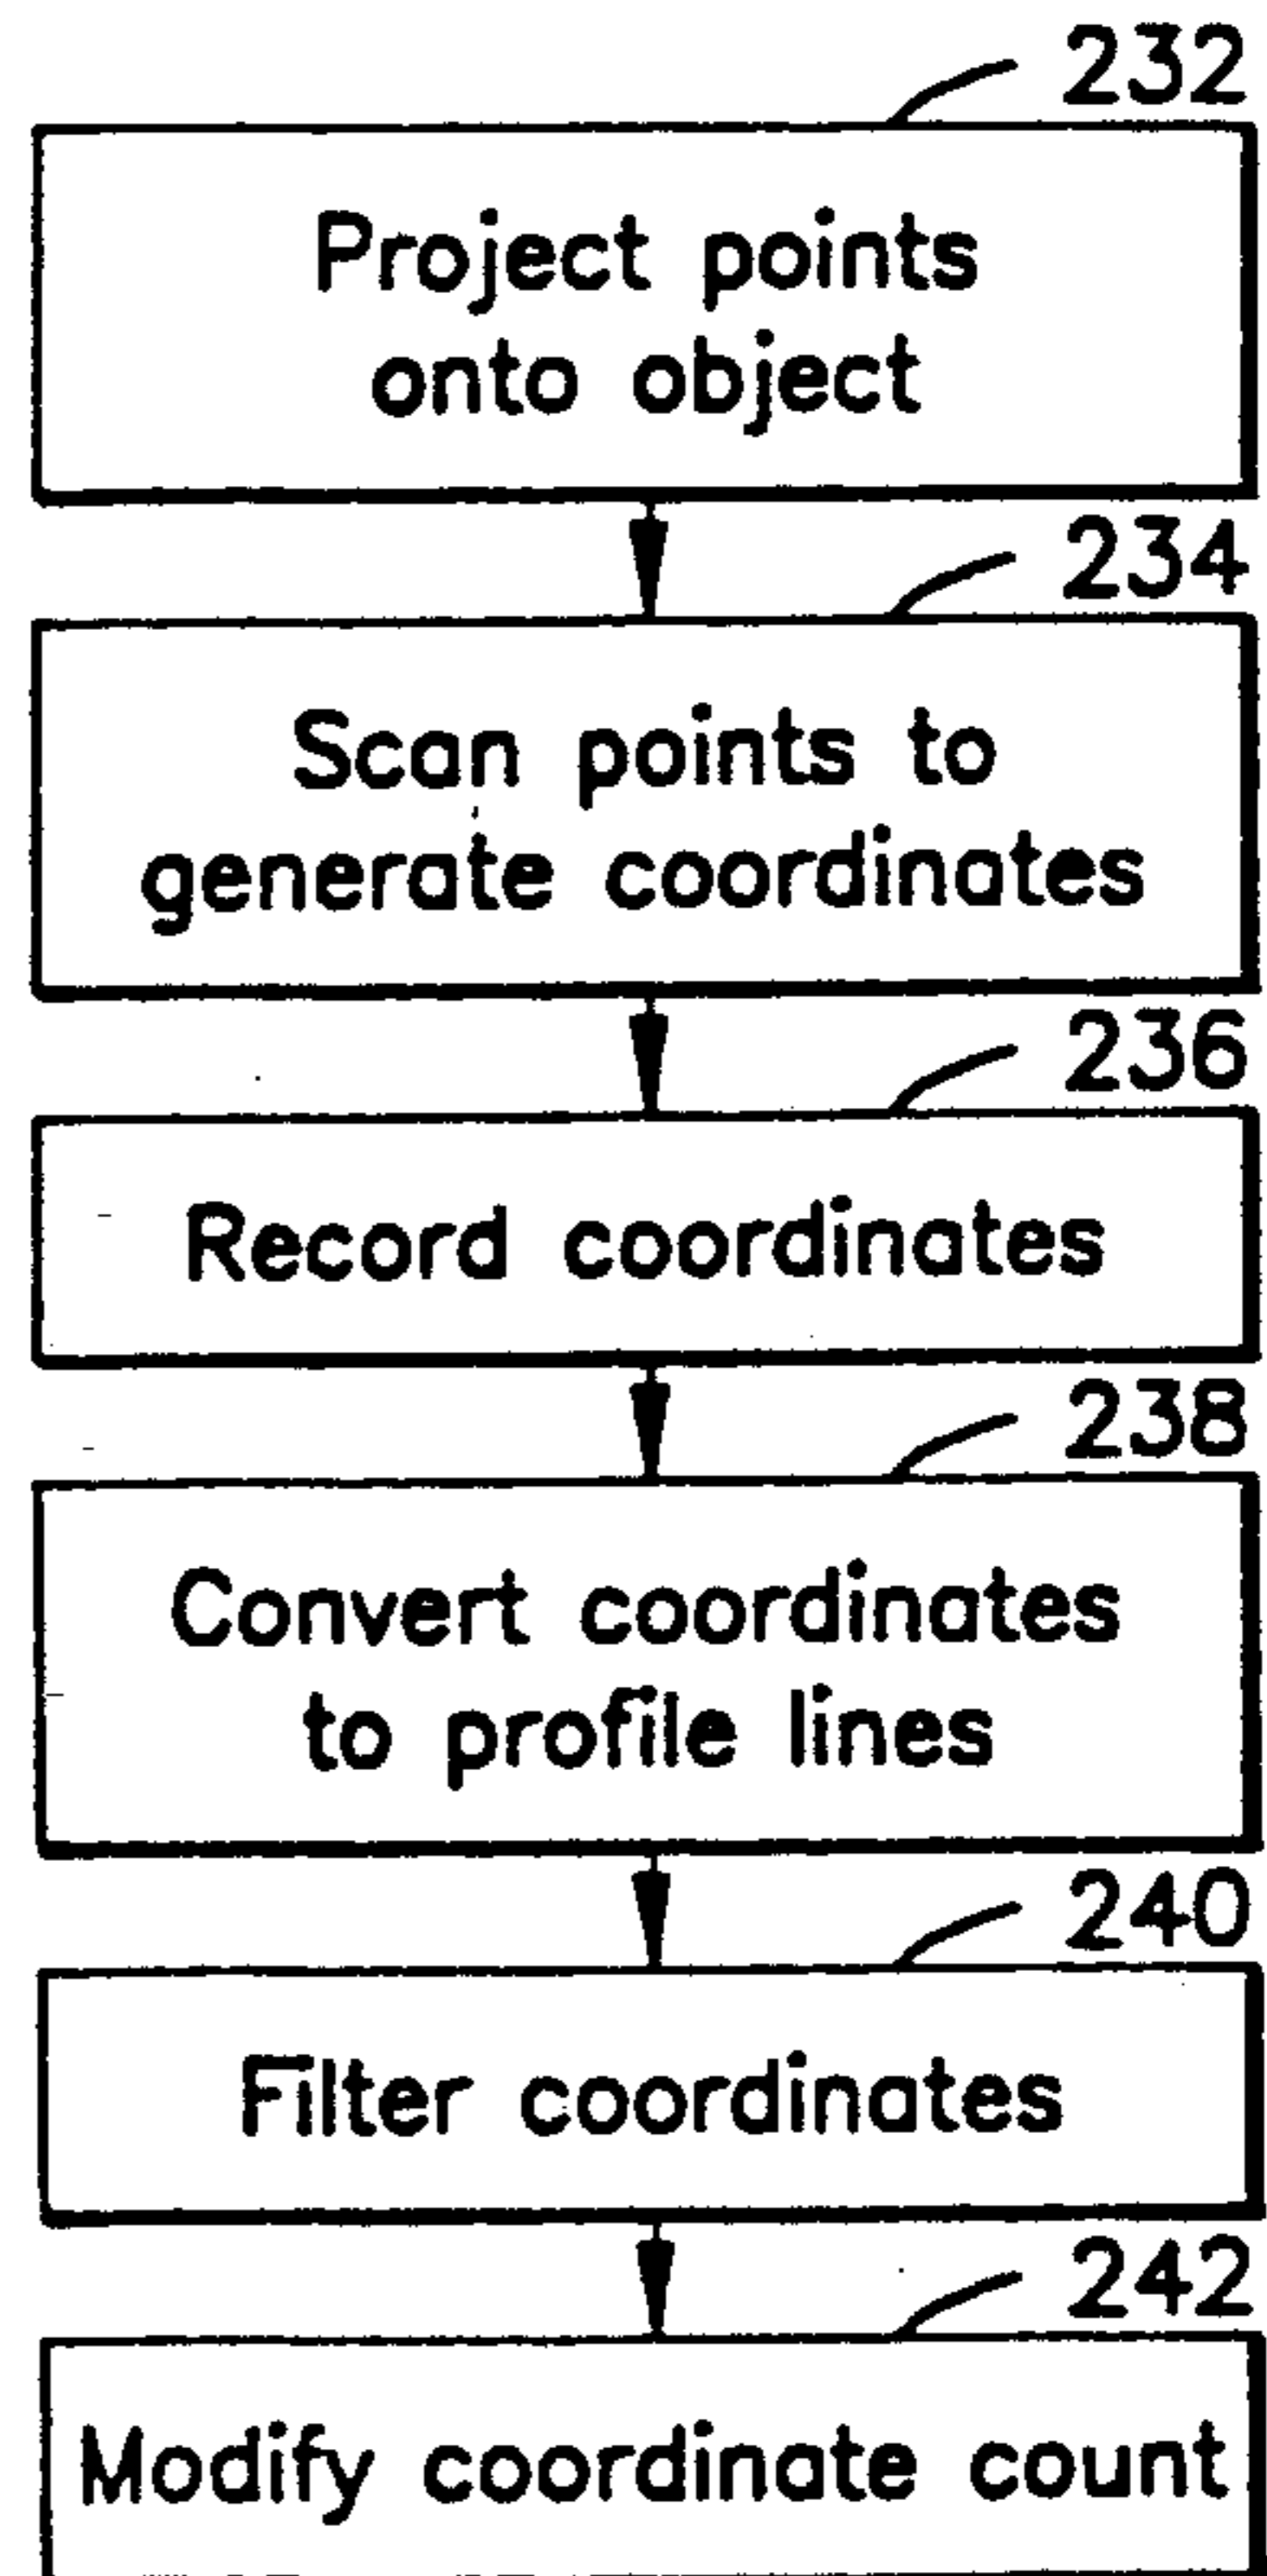 232
Project points
onto object
234
Scan points to
generate coordinates
236
Record coordinates
238
Convert coordinates
to profile lines
240
Filter coordinates
242
Modify coordinate count